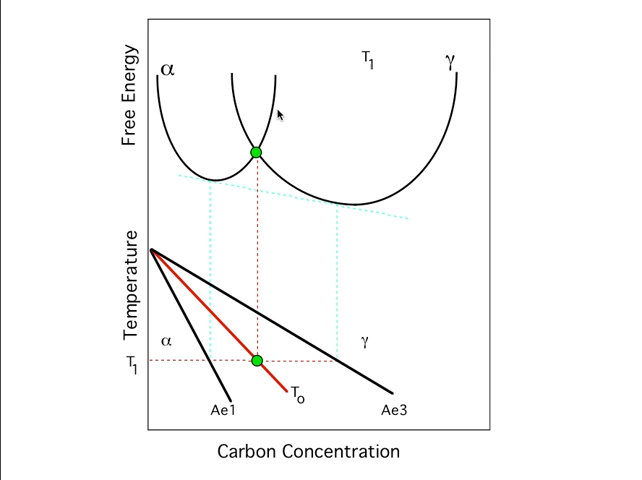 α
T1
γ
Free Energy
Temperature
α
γ
T1
To
Ae1
Ae3
Carbon Concentration